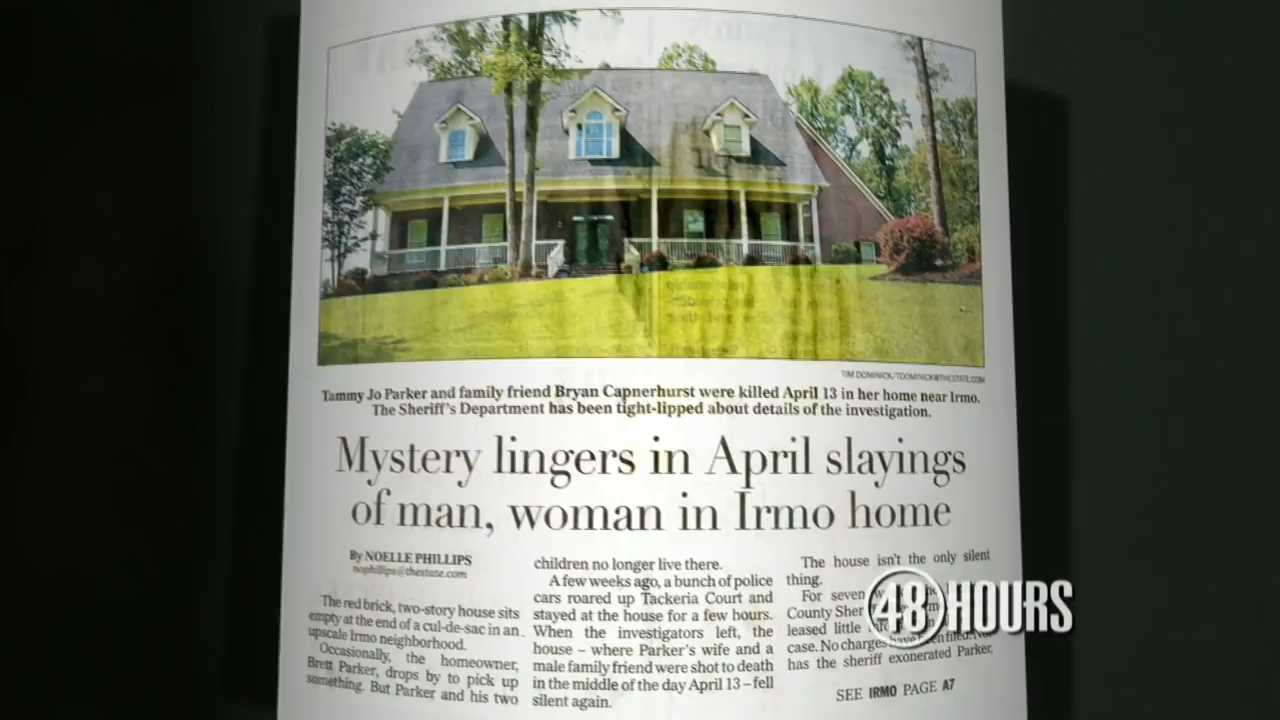 TIM DOMINICK/TDOMINICK@THESTATE.COM
Tammy Jo Parker and family friend Bryan Capnerhurst were killed April 13 in her home near Irmo.
The Sheriff's Department has been tight-lipped about details of the investigation.
Mystery lingers in April slayings
of man, woman in Irmo home
By NOELLE PHILLIPS
nophillips@thestate.com
The red brick, two-story house sits
empty at the end of a cul-de-sac in an
upscale Irmo neighborhood.
Occasionally, the homeowner,
Brett Parker, drops by to pick up
something. But Parker and his two
children no longer live there.
A few weeks ago, a bunch of police
cars roared up Tackeria Court and
stayed at the house for a few hours.
When the investigators left, the
house – where Parker's wife and a
male family friend were shot to death
in the middle of the day April 13 – fell
silent again.
The house isn't the only silent
thing.
For seven
County Sher
leased little
case. No charges have been filed. Nor
has the sheriff exonerated Parker,
SEE IRMO PAGE A7
48 HOURS